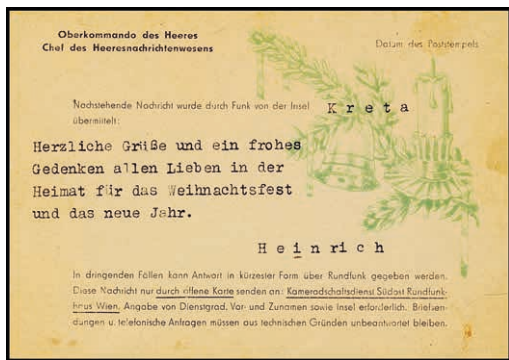 Oberkommando des Heeres
Chef des Heeresnachrichtenwesens
Datum des Poststempels
Nachstehende Nachricht wurde durch Funk von der Insel Kreta
übermittelt:
Herzliche Grüße und ein frohes
Gedenken allen Lieben in der
Heimat für das Weihnachtsfest
und das neue Jahr.
Heinrich
In dringenden Fällen kann Antwort in kürzester Form über Rundfunk gegeben werden.
Diese Nachricht nur durch offene Karte senden an: Kameradschaftsdienst Südost Rundfunk-
haus Wien. Angabe von Dienstgrad, Vor- und Zunamen sowie Insel erforderlich. Briefsen-
dungen u. telefonische Anfragen müssen aus technischen Gründen unbeantwortet bleiben.